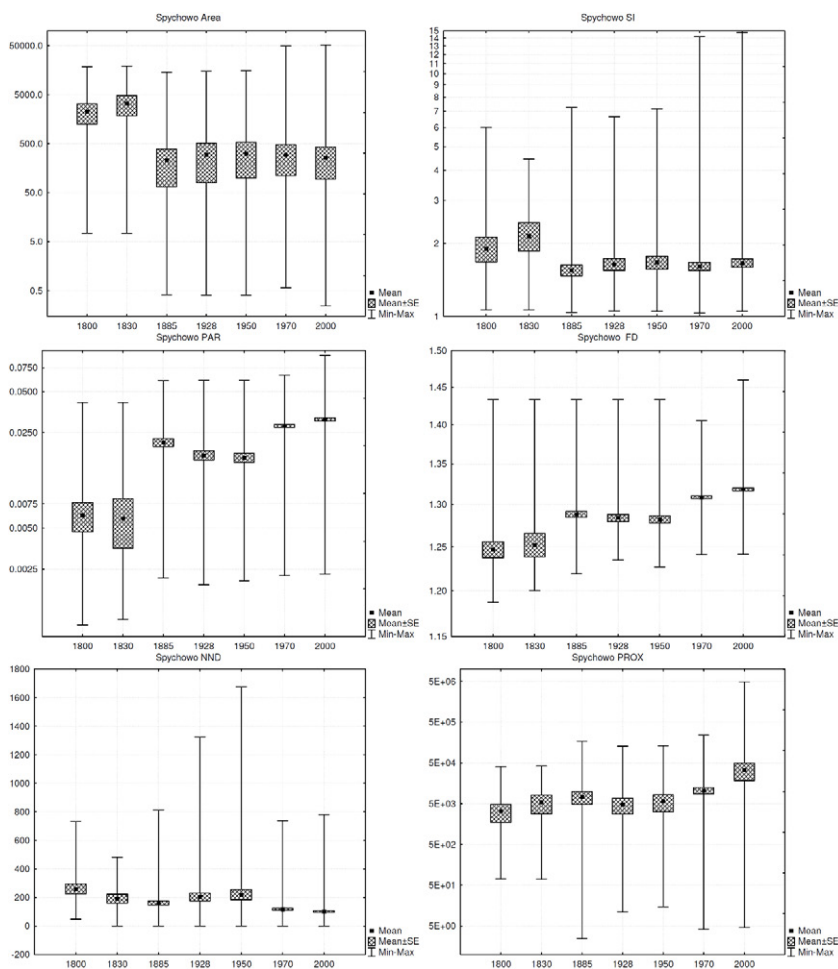 Spychowo Area
50000.0
5000.0
500.0
50.0
5.0
0.5
1800 1830 1885 1928 1950 1970 2000
Mean
Mean±SE
Min-Max
Spychowo SI
15
14
13
12
11
10
9
8
7
6
5
4
3
2
1
1800 1830 1885 1928 1950 1970 2000
Mean
Mean±SE
Min-Max
Spychowo PAR
0.0750
0.0500
0.0250
0.0075
0.0050
0.0025
1800 1830 1885 1928 1950 1970 2000
Mean
Mean±SE
Min-Max
Spychowo FD
1.50
1.45
1.40
1.35
1.30
1.25
1.20
1.15
1800 1830 1885 1928 1950 1970 2000
Mean
Mean±SE
Min-Max
Spychowo NND
1800
1600
1400
1200
1000
800
600
400
200
0
-200
1800 1830 1885 1928 1950 1970 2000
Mean
Mean±SE
Min-Max
Spychowo PROX
5E+06
5E+05
5E+04
5E+03
5E+02
5E+01
5E+00
1800 1830 1885 1928 1950 1970 2000
Mean
Mean±SE
Min-Max